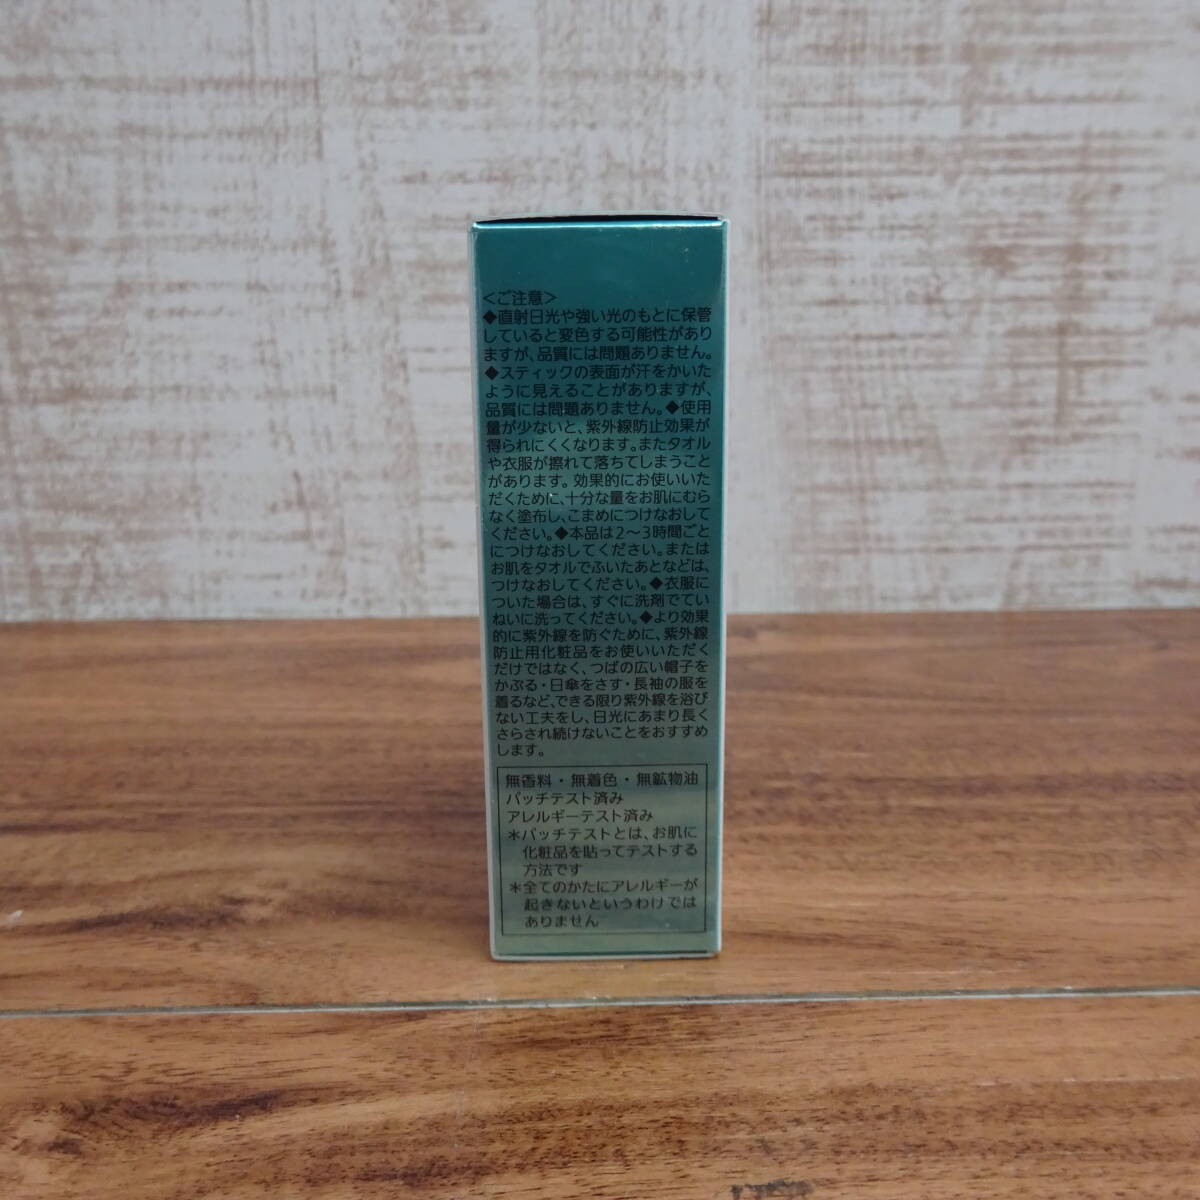 ＜ご注意＞
◆直射日光や強い光のもとに保管
していると変色する可能性があり
ますが、品質には問題ありません。
◆スティックの表面が汗をかいた
ように見えることがありますが、
品質には問題ありません。◆使用
量が少ないと、紫外線防止効果が
得られにくくなります。またタオル
や衣服が擦れて落ちてしまうこと
があります。効果的にお使いいた
だくために、十分な量をお肌にむら
なく塗布し、こまめにつけなおして
ください。◆本品は2～3時間ごと
につけなおしてください。または
お肌をタオルでふいたあとなどは、
つけなおしてください。◆衣服に
ついた場合は、すぐに洗剤でてい
ねいに洗ってください。◆より効果
的に紫外線を防ぐために、紫外線
防止用化粧品をお使いいただく
だけではなく、つばの広い帽子を
かぶる・日傘をさす・長袖の服を
着るなど、できる限り紫外線を浴び
ない工夫をし、日光にあまり長く
さらされ続けないことをおすすめ
します。
無香料・無着色・無鉱物油
パッチテスト済み
アレルギーテスト済み
＊パッチテストとは、お肌に
化粧品を貼ってテストする
方法です
＊全てのかたにアレルギーが
起きないというわけでは
ありません